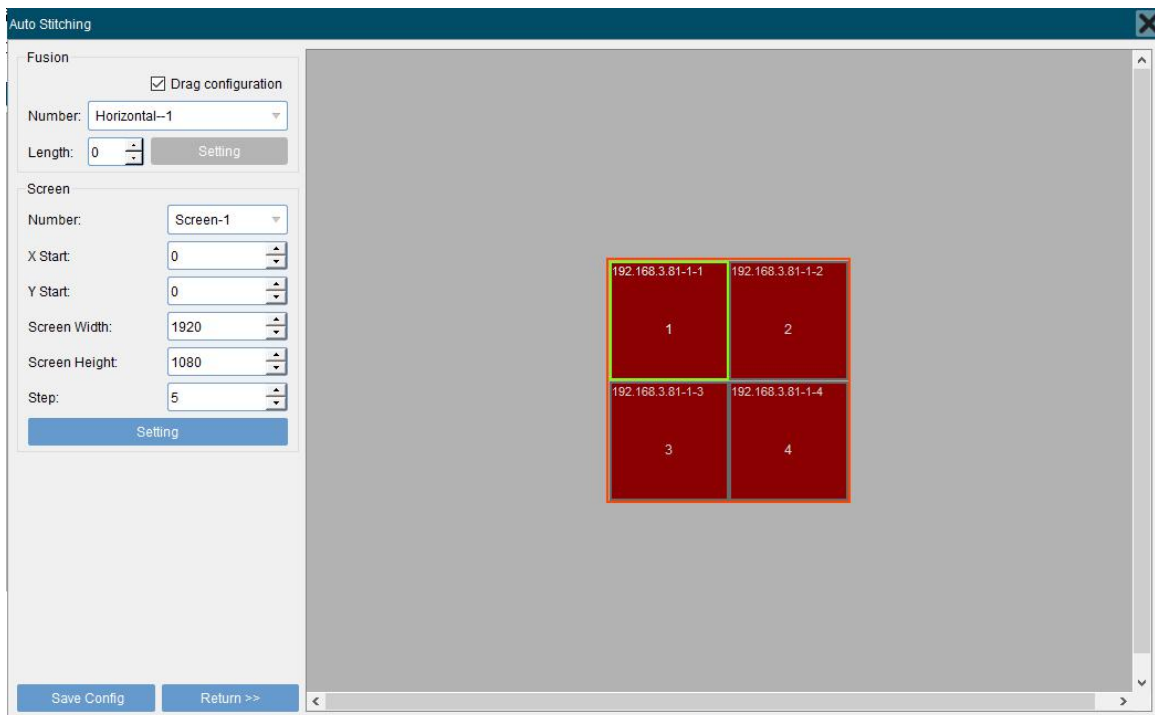 Auto Stitching
Fusion
Drag configuration
Number: Horizontal--1
Length: 0 Setting
Screen
Number: Screen-1
X Start: 0
Y Start: 0
Screen Width: 1920
Screen Height: 1080
Step: 5
Setting
Save Config Return >>
192.168.3.81-1-1 192.168.3.81-1-2
1 2
192.168.3.81-1-3 192.168.3.81-1-4
3 4